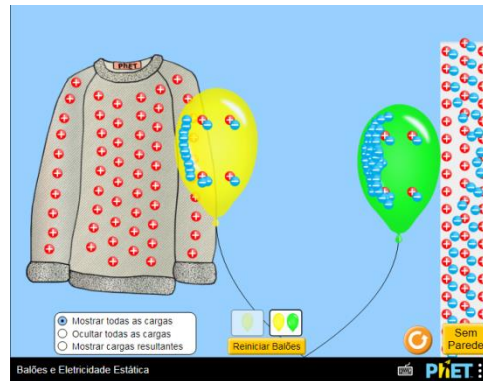 PhET
Mostrar todas as cargas
Ocultar todas as cargas
Mostrar cargas resultantes
Reiniciar Balões
Sem
Parede
Balões e Eletricidade Estática
PhET